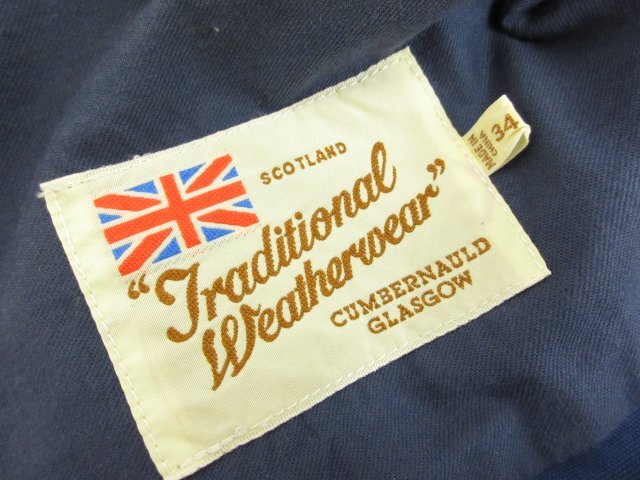 SCOTLAND
"Traditional
Weatherwear"
CUMBERNAULD
GLASGOW
34
MADE IN
CHINA